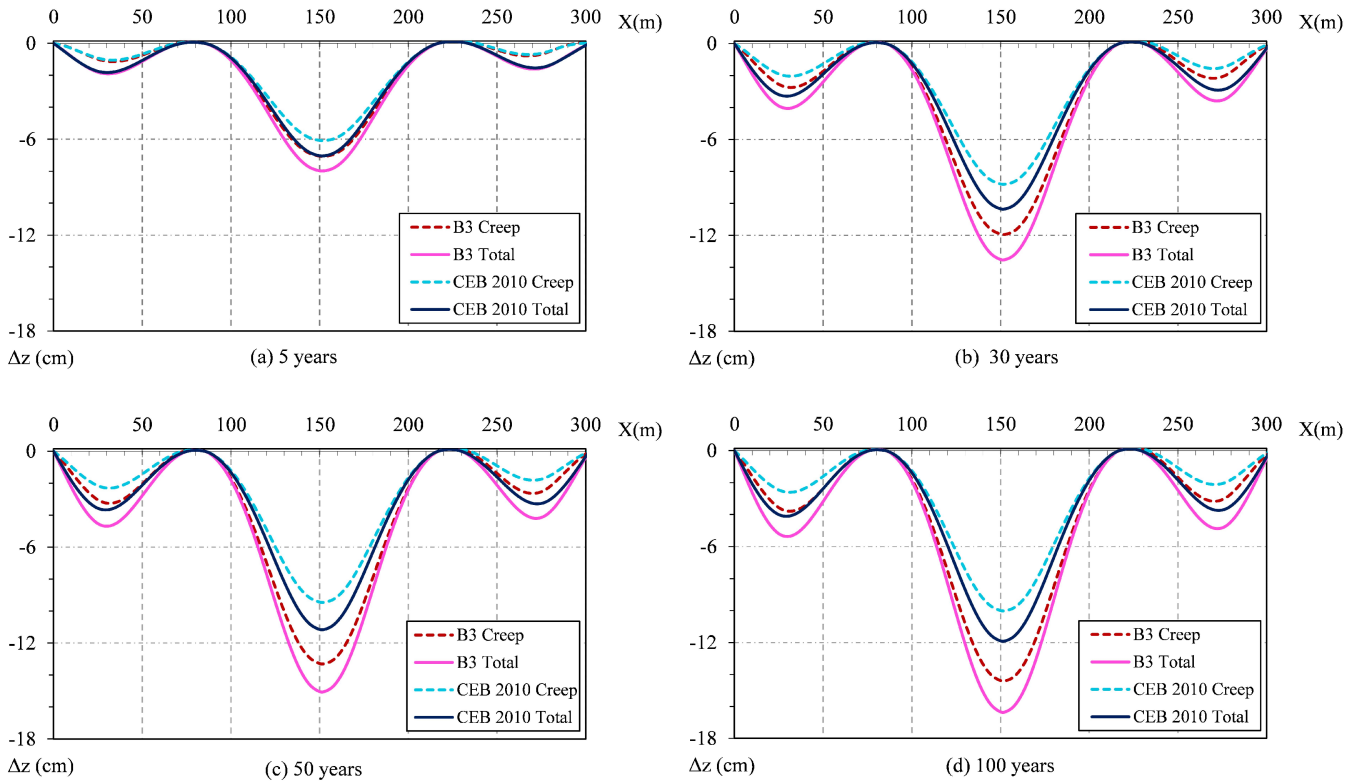 0 50 100 150 200 250 300 X(m)
0
-6
-12
-18
B3 Creep
B3 Total
CEB 2010 Creep
CEB 2010 Total
Δz (cm)
(a) 5 years
0 50 100 150 200 250 300 X(m)
0
-6
-12
-18
B3 Creep
B3 Total
CEB 2010 Creep
CEB 2010 Total
Δz (cm)
(b) 30 years
0 50 100 150 200 250 300 X(m)
0
-6
-12
-18
B3 Creep
B3 Total
CEB 2010 Creep
CEB 2010 Total
Δz (cm)
(c) 50 years
0 50 100 150 200 250 300 X(m)
0
-6
-12
-18
B3 Creep
B3 Total
CEB 2010 Creep
CEB 2010 Total
Δz (cm)
(d) 100 years